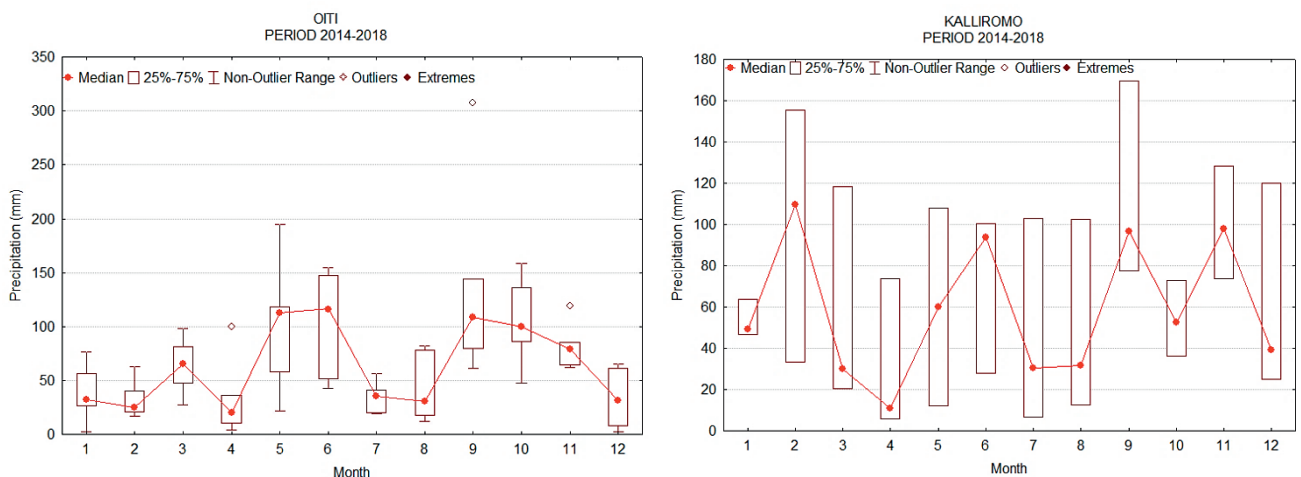 OITI
PERIOD 2014-2018
350
300
250
200
150
100
50
0
Precipitation (mm)
Median 25%-75% Non-Outlier Range Outliers Extremes
1 2 3 4 5 6 7 8 9 10 11 12
Month
KALLIROMO
PERIOD 2014-2018
180
160
140
120
100
80
60
40
20
0
Precipitation (mm)
Median 25%-75% Non-Outlier Range Outliers Extremes
1 2 3 4 5 6 7 8 9 10 11 12
Month